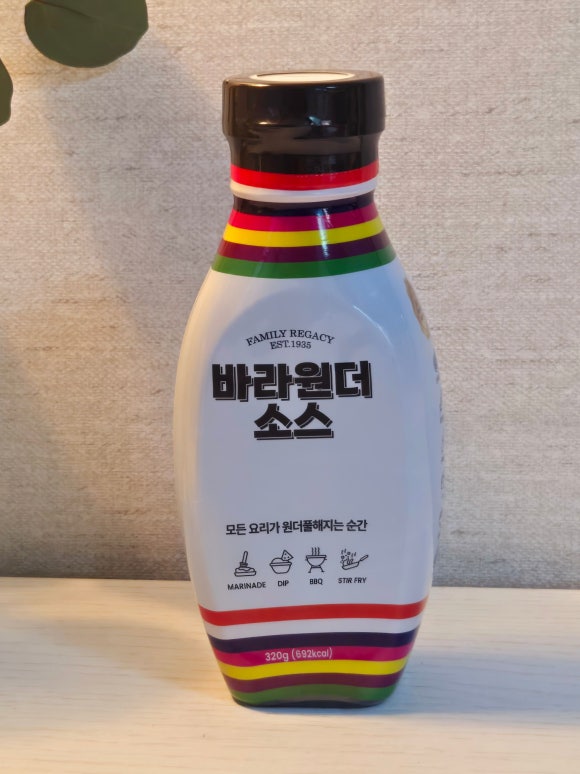 FAMILY REGACY
EST.1935
바라원더
소스
모든 요리가 원더풀해지는 순간
MARINADE DIP BBQ STIR FRY
320g (692kcal)